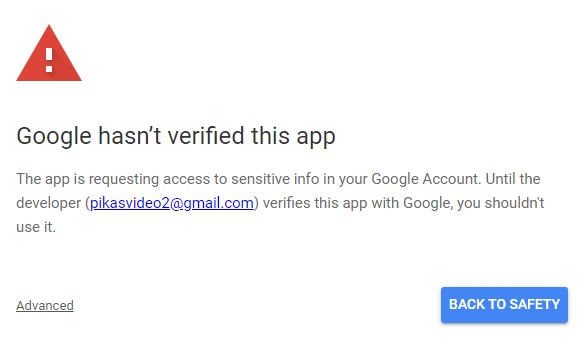 Google hasn't verified this app
The app is requesting access to sensitive info in your Google Account. Until the
developer (pikasvideo2@gmail.com) verifies this app with Google, you shouldn't
use it.
Advanced
BACK TO SAFETY